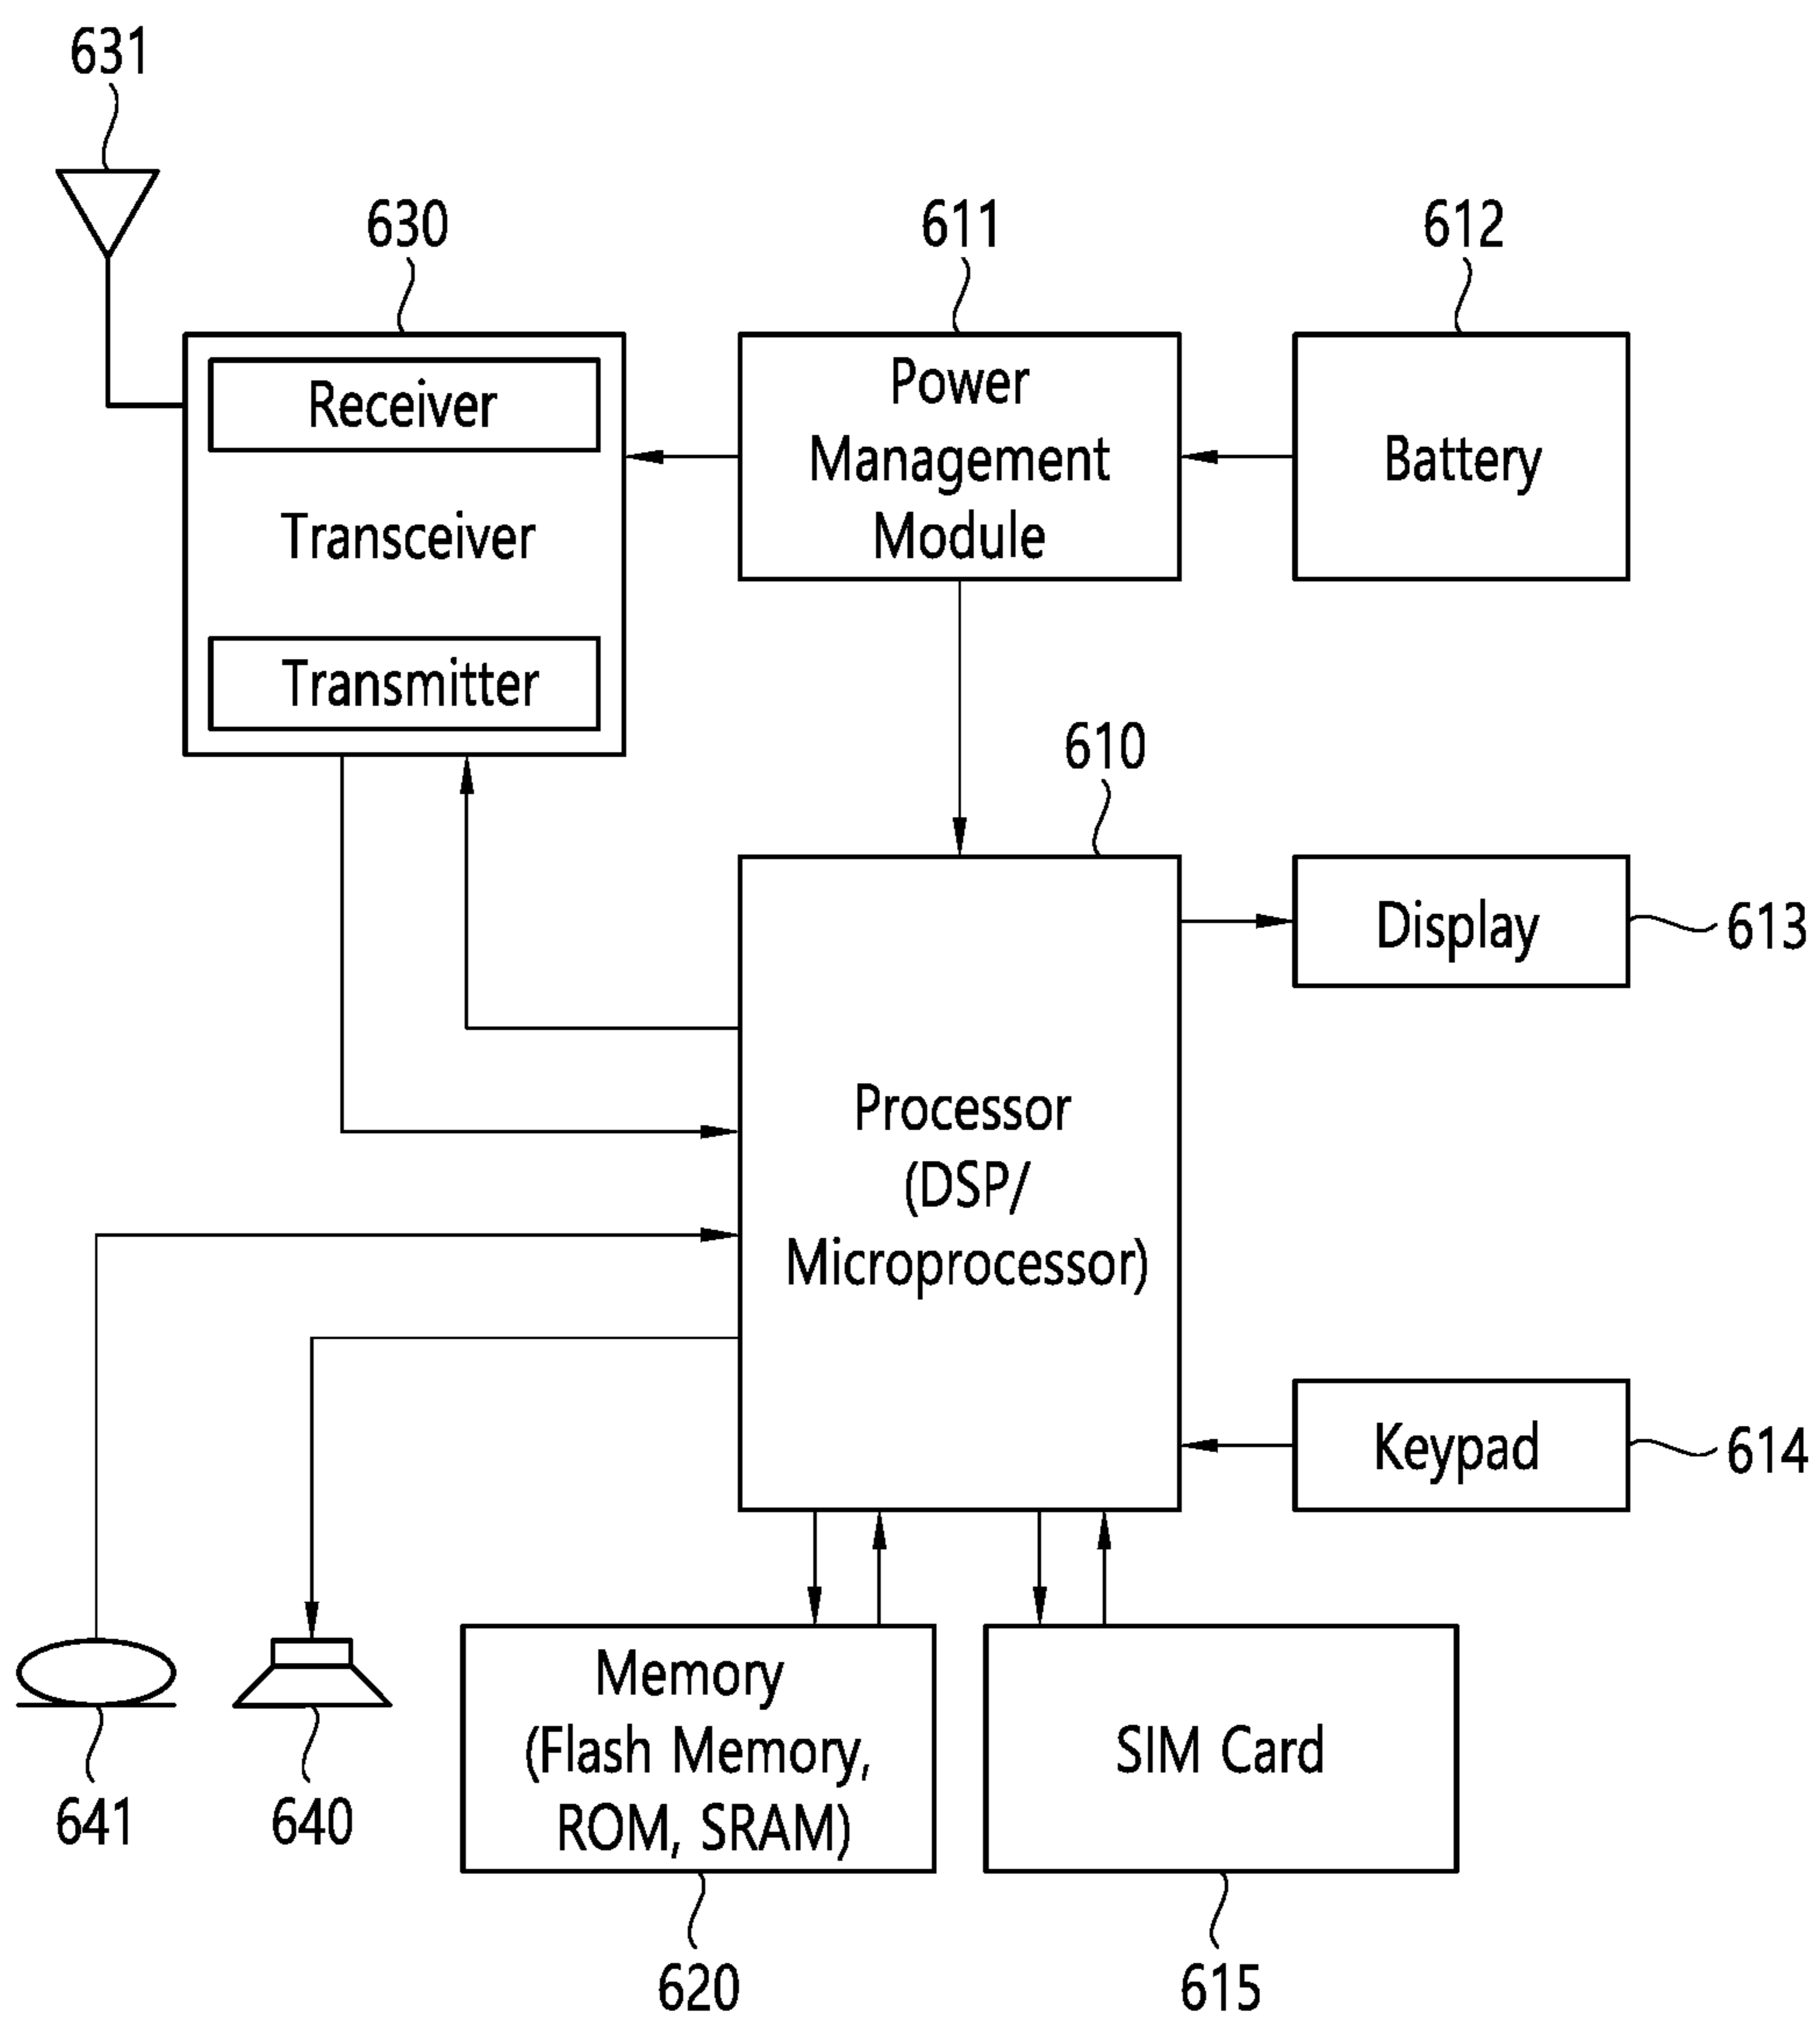 631
630
611
612
Receiver
Transceiver
Transmitter
Power
Management
Module
Battery
610
Processor
(DSP/
Microprocessor)
Display
613
Keypad
614
641
640
Memory
(Flash Memory,
ROM, SRAM)
SIM Card
620
615